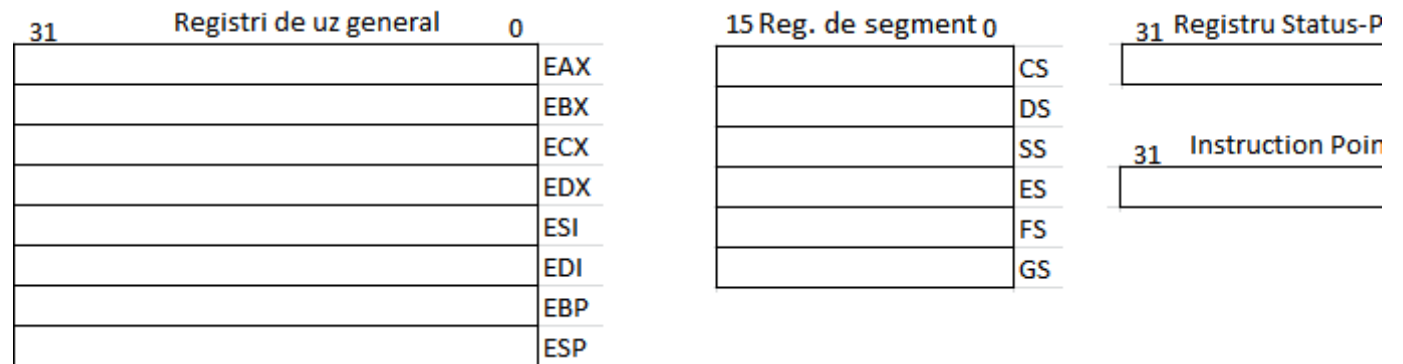 31 Registri de uz general 0
EAX
EBX
ECX
EDX
ESI
EDI
EBP
ESP
15 Reg. de segment 0
CS
DS
SS
ES
FS
GS
31 Registru Status-P
31 Instruction Poin